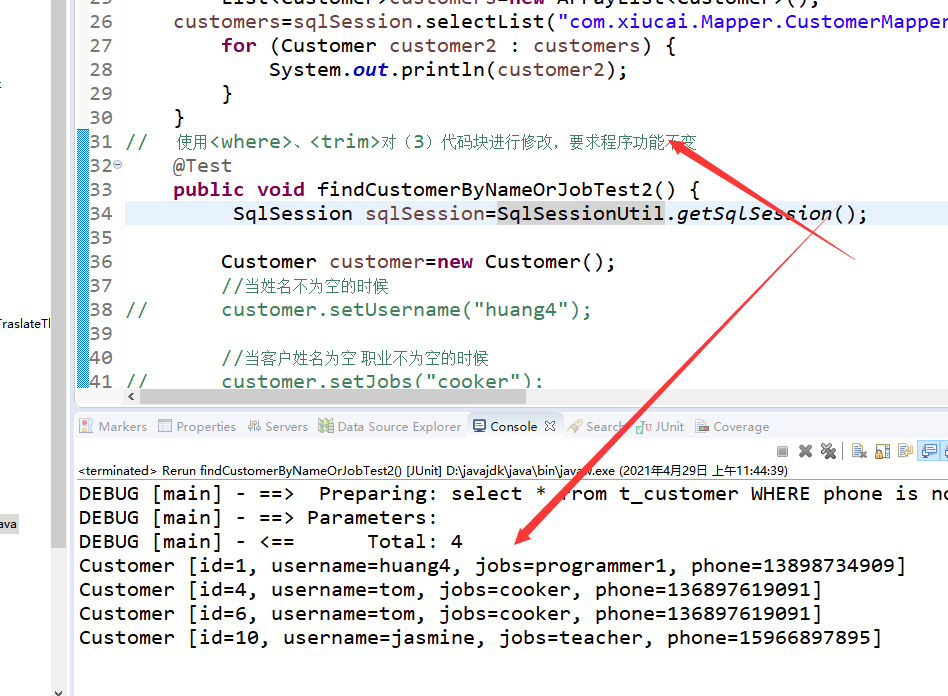 25 List<Customer> customers=new ArrayList<Customer>();
26 customers=sqlSession.selectList("com.xiucai.Mapper.CustomerMapper
27 for (Customer customer2 : customers) {
28 System.out.println(customer2);
29 }
30 }
31 // 使用<where>、<trim>对（3）代码块进行修改，要求程序功能不变
32 @Test
33 public void findCustomerByNameOrJobTest2() {
34 SqlSession sqlSession=SqlSessionUtil.getSqlSession();
35
36 Customer customer=new Customer();
37 //当姓名不为空的时候
38 // customer.setUsername("huang4");
39
40 //当客户姓名为空 职业不为空的时候
41 // customer.setJobs("cooker");
TraslateTl
ava
Markers Properties Servers Data Source Explorer Console Search JUnit Coverage
<terminated> Rerun findCustomerByNameOrJobTest2() [JUnit] D:\javajdk\java\bin\javaw.exe (2021年4月29日 上午11:44:39)
DEBUG [main] - ==>  Preparing: select * from t_customer WHERE phone is no
DEBUG [main] - ==> Parameters:
DEBUG [main] - <==      Total: 4
Customer [id=1, username=huang4, jobs=programmer1, phone=13898734909]
Customer [id=4, username=tom, jobs=cooker, phone=136897619091]
Customer [id=6, username=tom, jobs=cooker, phone=136897619091]
Customer [id=10, username=jasmine, jobs=teacher, phone=15966897895]